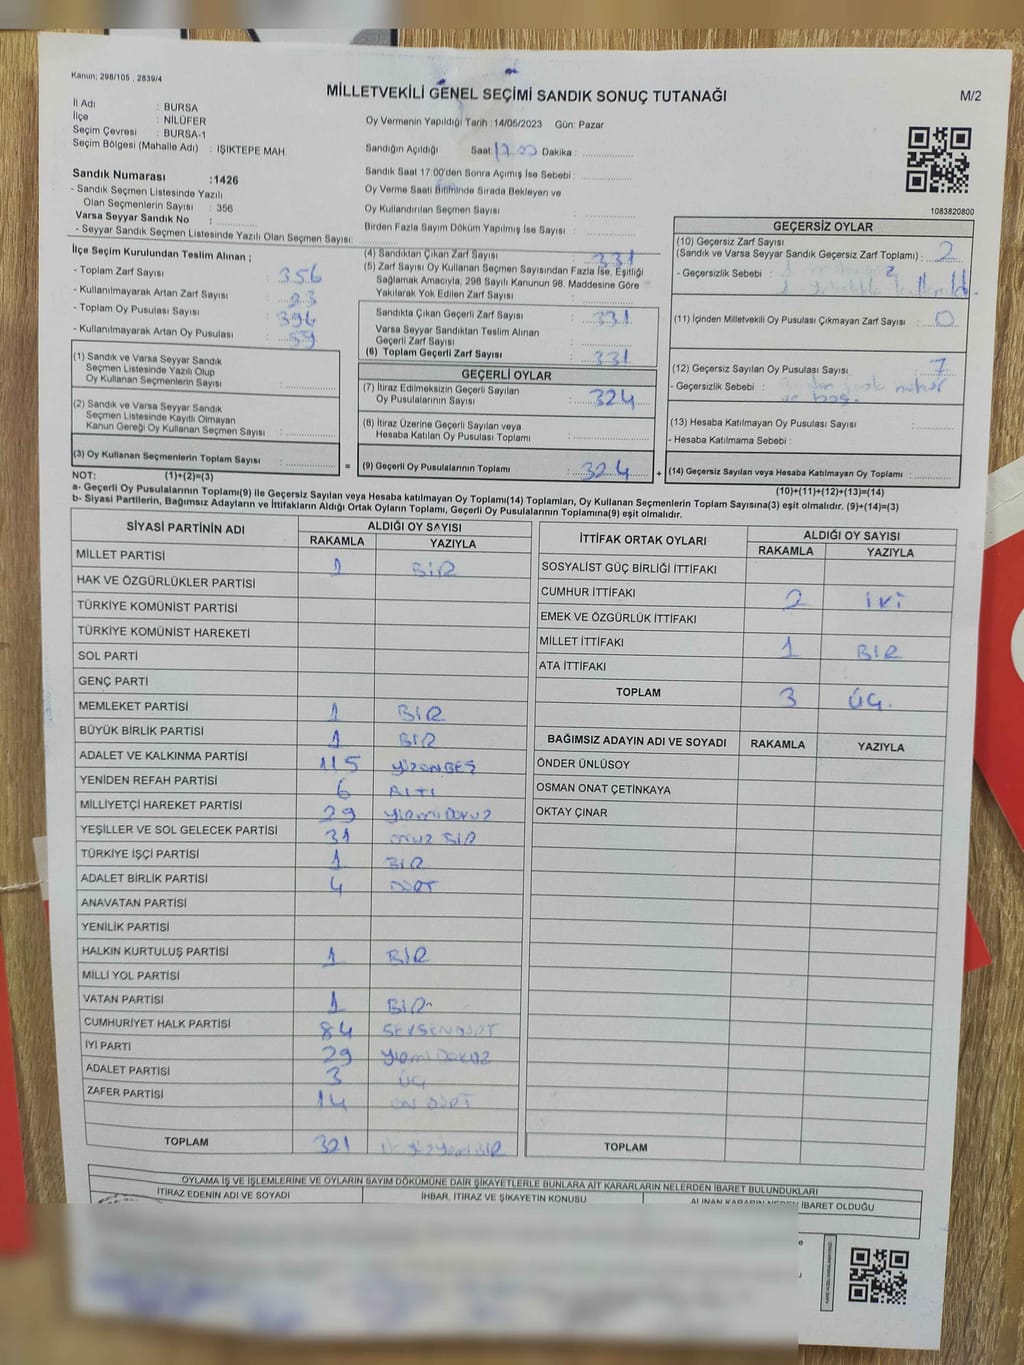 Kanun; 298/105 , 2839/4
MİLLETVEKİLİ GENEL SEÇİMİ SANDIK SONUÇ TUTANAĞI
M/2
İl Adı : BURSA
İlçe : NİLÜFER
Seçim Çevresi : BURSA-1
Seçim Bölgesi (Mahalle Adı) : IŞIKTEPE MAH.
Oy Vermenin Yapıldığı Tarih :14/05/2023 Gün: Pazar
Sandığın Açıldığı Saat 17.00 Dakika :
Sandık Saat 17:00'den Sonra Açılmış İse Sebebi :
Oy Verme Saati Bitiminde Sırada Bekleyen ve
Oy Kullandırılan Seçmen Sayısı :
Birden Fazla Sayım Döküm Yapılmış İse Sayısı :
1083820800
Sandık Numarası :1426
- Sandık Seçmen Listesinde Yazılı
Olan Seçmenlerin Sayısı : 356
Varsa Seyyar Sandık No :
- Seyyar Sandık Seçmen Listesinde Yazılı Olan Seçmen Sayısı:
İlçe Seçim Kurulundan Teslim Alınan ;
- Toplam Zarf Sayısı : 356
- Kullanılmayarak Artan Zarf Sayısı : 23
- Toplam Oy Pusulası Sayısı : 394
- Kullanılmayarak Artan Oy Pusulası : 59
(1) Sandık ve Varsa Seyyar Sandık
Seçmen Listesinde Yazılı Olup
Oy Kullanan Seçmenlerin Sayısı :
(2) Sandık ve Varsa Seyyar Sandık
Seçmen Listesinde Kayıtlı Olmayan
Kanun Gereği Oy Kullanan Seçmen Sayısı :
(3) Oy Kullanan Seçmenlerin Toplam Sayısı :
(4) Sandıktan Çıkan Zarf Sayısı : 331
(5) Zarf Sayısı Oy Kullanan Seçmen Sayısından Fazla İse, Eşitliği
Sağlamak Amacıyla; 298 Sayılı Kanunun 98. Maddesine Göre
Yakılarak Yok Edilen Zarf Sayısı :
Sandıkta Çıkan Geçerli Zarf Sayısı : 331
Varsa Seyyar Sandıktan Teslim Alınan
Geçerli Zarf Sayısı :
(6) Toplam Geçerli Zarf Sayısı : 331
GEÇERLİ OYLAR
(7) İtiraz Edilmeksizin Geçerli Sayılan
Oy Pusulalarının Sayısı : 324
(8) İtiraz Üzerine Geçerli Sayılan veya
Hesaba Katılan Oy Pusulası Toplamı :
= (9) Geçerli Oy Pusulalarının Toplamı : 324 +
GEÇERSİZ OYLAR
(10) Geçersiz Zarf Sayısı
(Sandık ve Varsa Seyyar Sandık Geçersiz Zarf Toplamı) : 2
- Geçersizlik Sebebi :
(11) İçinden Milletvekili Oy Pusulası Çıkmayan Zarf Sayısı : 0
(12) Geçersiz Sayılan Oy Pusulası Sayısı : 7
- Geçersizlik Sebebi : mühür
ve boş.
(13) Hesaba Katılmayan Oy Pusulası Sayısı :
- Hesaba Katılmama Sebebi :
(14) Geçersiz Sayılan veya Hesaba Katılmayan Oy Toplamı :
NOT: (1)+(2)=(3)
(10)+(11)+(12)+(13)=(14)
a- Geçerli Oy Pusulalarının Toplamı(9) ile Geçersiz Sayılan veya Hesaba katılmayan Oy Toplamı(14) Toplamları, Oy Kullanan Seçmenlerin Toplam Sayısına(3) eşit olmalıdır. (9)+(14)=(3)
b- Siyasi Partilerin, Bağımsız Adayların ve İttifakların Aldığı Ortak Oyların Toplamı, Geçerli Oy Pusulalarının Toplamına(9) eşit olmalıdır.
SİYASİ PARTİNİN ADI ALDIĞI OY SAYISI
RAKAMLA YAZIYLA
MİLLET PARTİSİ 1 BİR
HAK VE ÖZGÜRLÜKLER PARTİSİ
TÜRKİYE KOMÜNİST PARTİSİ
TÜRKİYE KOMÜNİST HAREKETİ
SOL PARTİ
GENÇ PARTİ
MEMLEKET PARTİSİ 1 BİR
BÜYÜK BİRLİK PARTİSİ 1 BİR
ADALET VE KALKINMA PARTİSİ 115 YÜZONBEŞ
YENİDEN REFAH PARTİSİ 6 ALTI
MİLLİYETÇİ HAREKET PARTİSİ 29 YİRMİ DOKUZ
YEŞİLLER VE SOL GELECEK PARTİSİ 31 OTUZ BİR
TÜRKİYE İŞÇİ PARTİSİ 1 BİR
ADALET BİRLİK PARTİSİ 4 DÖRT
ANAVATAN PARTİSİ
YENİLİK PARTİSİ
HALKIN KURTULUŞ PARTİSİ 1 BİR
MİLLİ YOL PARTİSİ
VATAN PARTİSİ 1 BİR
CUMHURİYET HALK PARTİSİ 84 SEKSENDÖRT
İYİ PARTİ 29 YİRMİ DOKUZ
ADALET PARTİSİ 3 ÜÇ
ZAFER PARTİSİ 14 ON DÖRT
TOPLAM 321
İTTİFAK ORTAK OYLARI ALDIĞI OY SAYISI
RAKAMLA YAZIYLA
SOSYALİST GÜÇ BİRLİĞİ İTTİFAKI
CUMHUR İTTİFAKI 2 İKİ
EMEK VE ÖZGÜRLÜK İTTİFAKI
MİLLET İTTİFAKI 1 BİR
ATA İTTİFAKI
TOPLAM 3 ÜÇ.
BAĞIMSIZ ADAYIN ADI VE SOYADI RAKAMLA YAZIYLA
ÖNDER ÜNLÜSOY
OSMAN ONAT ÇETİNKAYA
OKTAY ÇINAR
TOPLAM
OYLAMA İŞ VE İŞLEMLERİNE VE OYLARIN SAYIM DÖKÜMÜNE DAİR ŞİKAYETLERLE BUNLARA AİT KARARLARIN NELERDEN İBARET BULUNDUKLARI
İTİRAZ EDENİN ADI VE SOYADI İHBAR, İTİRAZ VE ŞİKAYETİN KONUSU ALINAN KARARIN NEDEN İBARET OLDUĞU